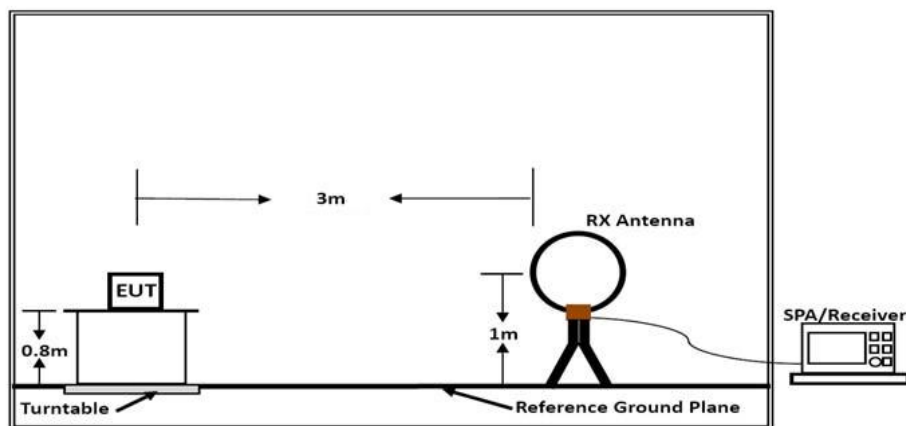 3m
RX Antenna
EUT
SPA/Receiver
0.8m
1m
Turntable
Reference Ground Plane